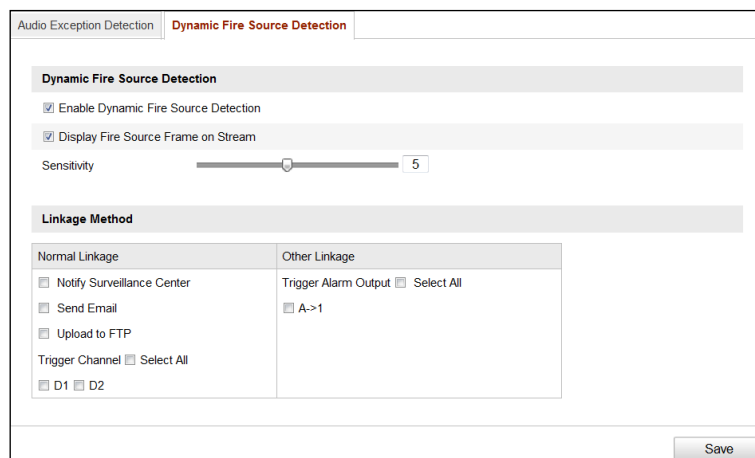 Audio Exception Detection Dynamic Fire Source Detection
Dynamic Fire Source Detection
Enable Dynamic Fire Source Detection
Display Fire Source Frame on Stream
Sensitivity 5
Linkage Method
Normal Linkage Other Linkage
Notify Surveillance Center Trigger Alarm Output Select All
Send Email A->1
Upload to FTP
Trigger Channel Select All
D1 D2
Save